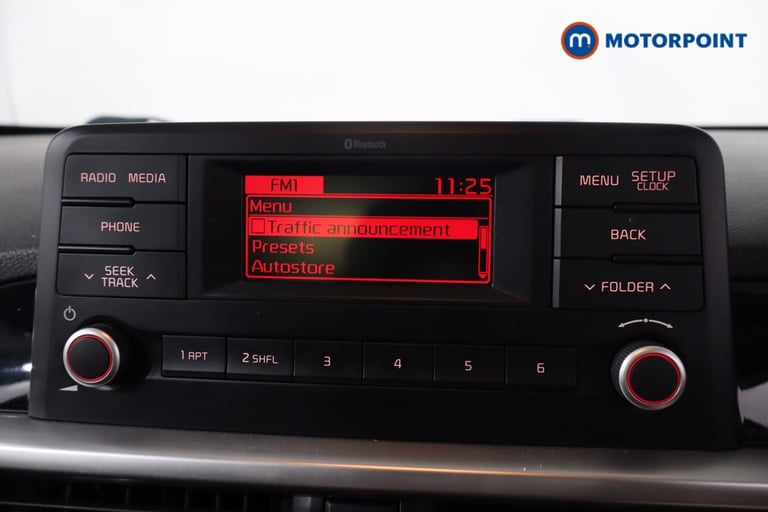 m MOTORPOINT
Bluetooth
RADIO MEDIA
PHONE
SEEK
TRACK
FM1 11:25
Menu
Traffic announcement
Presets
Autostore
MENU SETUP
CLOCK
BACK
FOLDER
1 RPT 2 SHFL 3 4 5 6